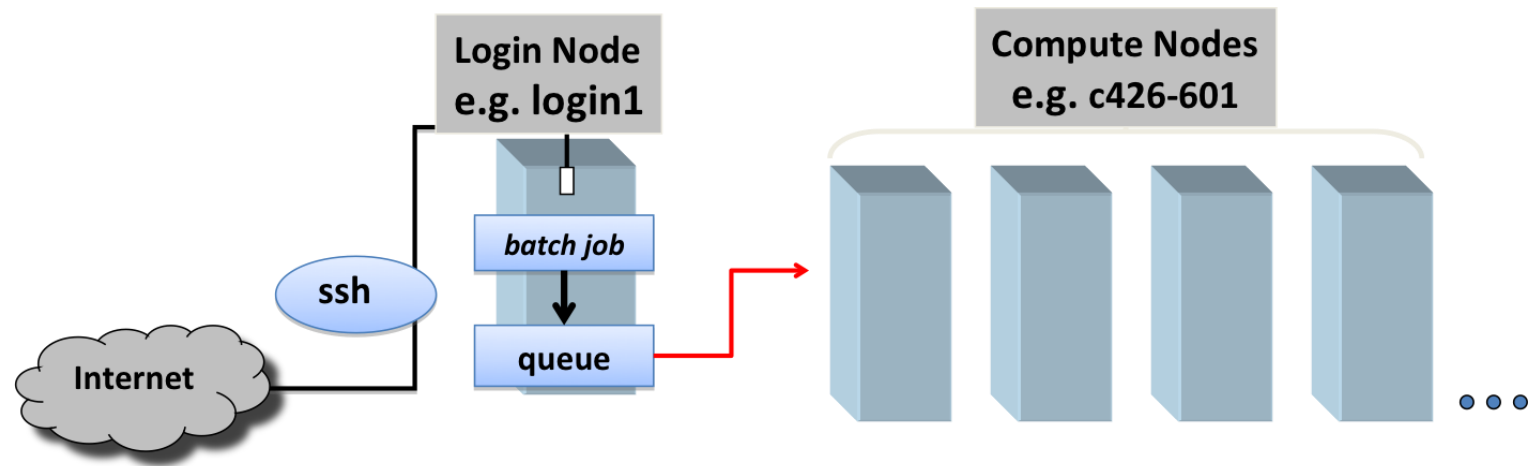 Login Node
e.g. login1
Compute Nodes
e.g. c426-601
batch job
ssh
queue
Internet